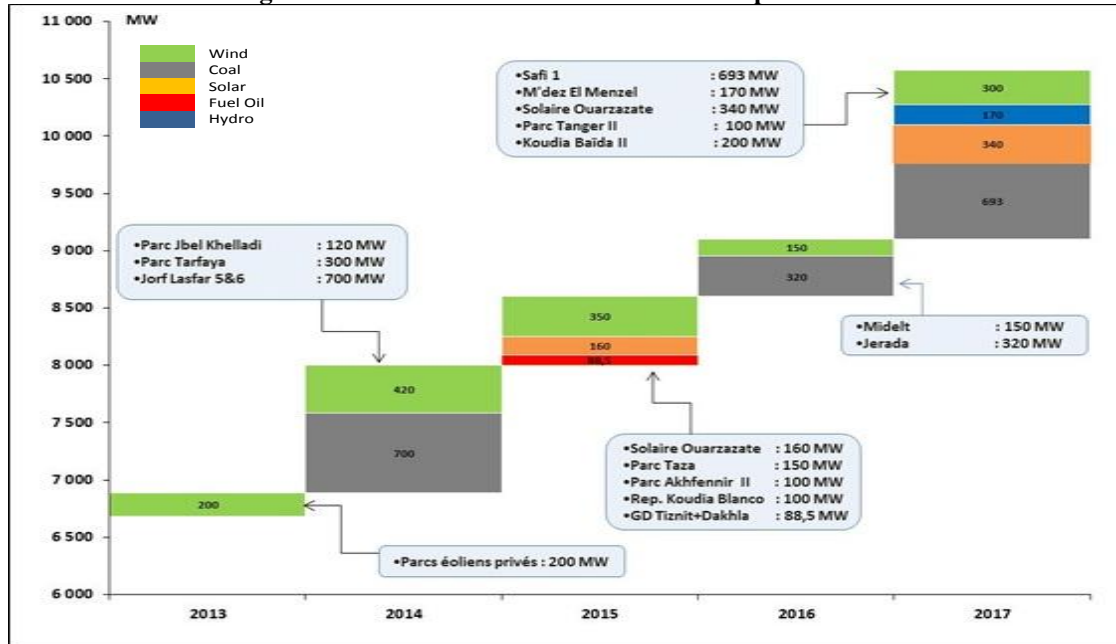 11 000 MW
10 500
10 000
9 500
9 000
8 500
8 000
7 500
7 000
6 500
6 000
Wind
Coal
Solar
Fuel Oil
Hydro
•Safi 1 : 693 MW
•M'dez El Menzel : 170 MW
•Solaire Ouarzazate : 340 MW
•Parc Tanger II : 100 MW
•Koudia Baïda II : 200 MW
300
170
340
693
•Parc Jbel Khelladi : 120 MW
•Parc Tarfaya : 300 MW
•Jorf Lasfar 5&6 : 700 MW
150
320
350
160
88,5
•Midelt : 150 MW
•Jerada : 320 MW
420
700
•Solaire Ouarzazate : 160 MW
•Parc Taza : 150 MW
•Parc Akhfennir II : 100 MW
•Rep. Koudia Blanco : 100 MW
•GD Tiznit+Dakhla : 88,5 MW
200
•Parcs éoliens privés : 200 MW
2013 2014 2015 2016 2017